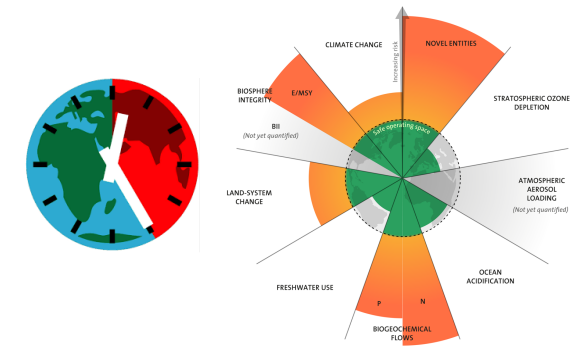 CLIMATE CHANGE
NOVEL ENTITIES
Increasing risk
STRATOSPHERIC OZONE
DEPLETION
BIOSPHERE
INTEGRITY
E/MSY
BII
(Not yet quantified)
Safe operating space
ATMOSPHERIC
AEROSOL
LOADING
(Not yet quantified)
LAND-SYSTEM
CHANGE
OCEAN
ACIDIFICATION
FRESHWATER USE
P
N
BIOGEOCHEMICAL
FLOWS